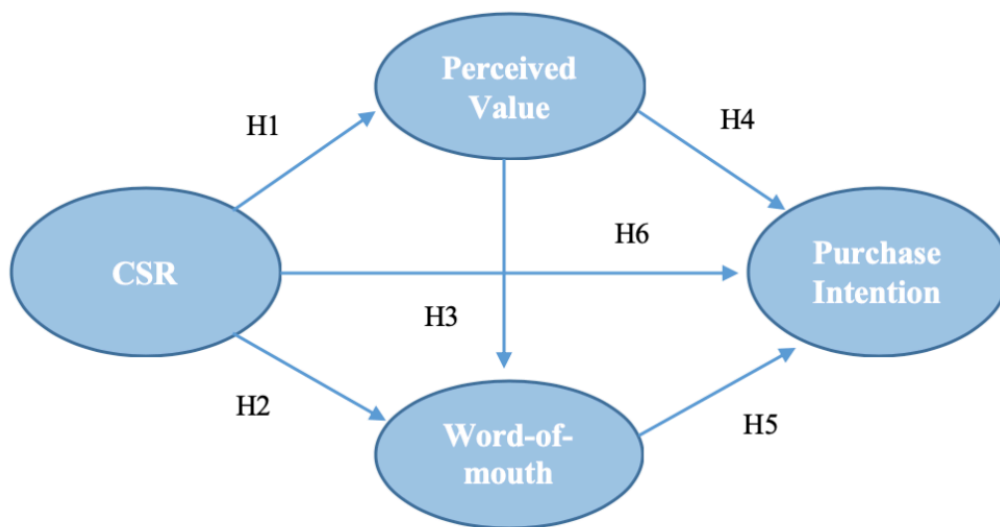 Perceived
Value
H1
H4
H6
CSR
Purchase
Intention
H3
H2
Word-of-
mouth
H5